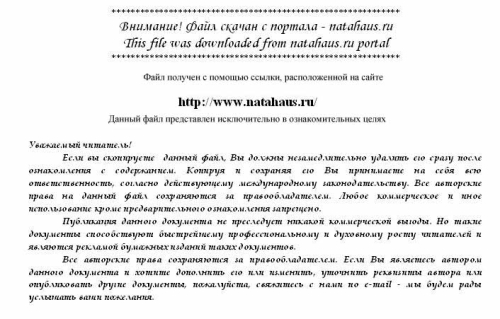 ************************************************************
Внимание! Файл скачан с портала - natahaus.ru
This file was downloaded from natahaus.ru portal
************************************************************
Файл получен с помощью ссылки, расположенной на сайте
http://www.natahaus.ru/
Данный файл представлен исключительно в ознакомительных целях
Уважаемый читатель!
Если вы скопируете данный файл, Вы должны незамедлительно удалить его сразу после
ознакомления с содержанием. Копируя и сохраняя его Вы принимаете на себя всю
ответственность, согласно действующему международному законодательству. Все авторские
права на данный файл сохраняются за правообладателем. Любое коммерческое и иное
использование кроме предварительного ознакомления запрещено.
Публикация данного документа не преследует никакой коммерческой выгоды. Но такие
документы способствуют быстрейшему профессиональному и духовному росту читателей и
являются рекламой бумажных изданий таких документов.
Все авторские права сохраняются за правообладателем. Если Вы являетесь автором
данного документа и хотите дополнить его или изменить, уточнить реквизиты автора или
опубликовать другие документы, пожалуйста, свяжитесь с нами по e-mail - мы будем рады
услышать ваши пожелания.